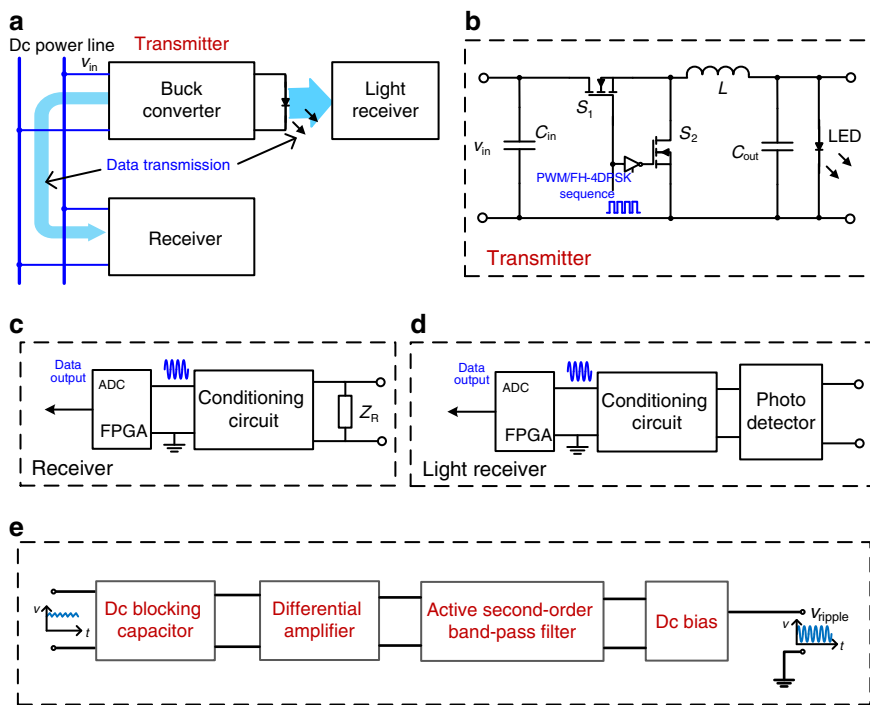 a
Dc power line
Transmitter
v_in
Buck
converter
Light
receiver
Data transmission
Receiver
b
S_1
L
C_in
S_2
v_in
C_out
LED
PWM/FH-4DPSK
sequence
Transmitter
c
Data
output
ADC
FPGA
Conditioning
circuit
Z_R
Receiver
d
Data
output
ADC
FPGA
Conditioning
circuit
Photo
detector
Light receiver
e
v
t
Dc blocking
capacitor
Differential
amplifier
Active second-order
band-pass filter
Dc bias
v_ripple
v
t